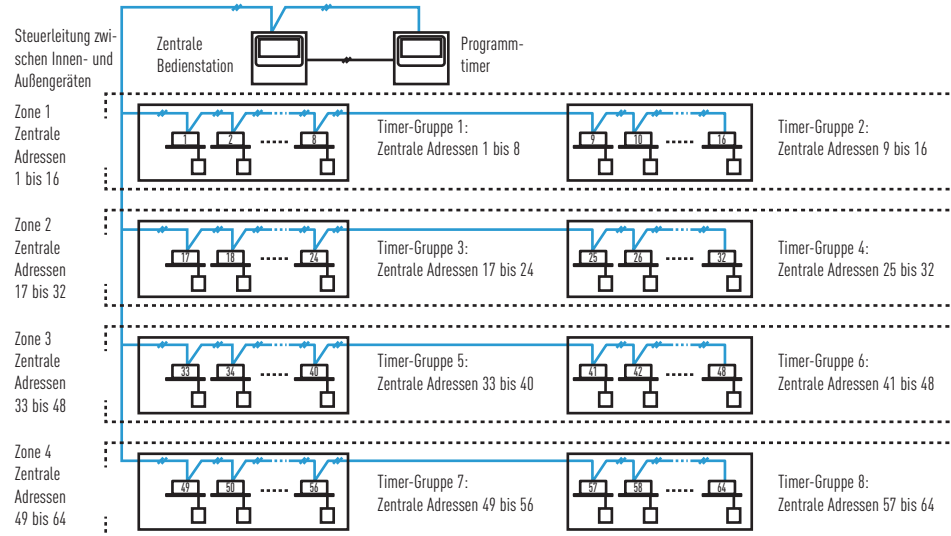 Steuerleitung zwi-
schen Innen- und
Außengeräten
Zentrale
Bedienstation
Programm-
timer
Zone 1
Zentrale
Adressen
1 bis 16
1 2 8
Timer-Gruppe 1:
Zentrale Adressen 1 bis 8
9 10 16
Timer-Gruppe 2:
Zentrale Adressen 9 bis 16
Zone 2
Zentrale
Adressen
17 bis 32
17 18 24
Timer-Gruppe 3:
Zentrale Adressen 17 bis 24
25 26 32
Timer-Gruppe 4:
Zentrale Adressen 25 bis 32
Zone 3
Zentrale
Adressen
33 bis 48
33 34 40
Timer-Gruppe 5:
Zentrale Adressen 33 bis 40
41 42 48
Timer-Gruppe 6:
Zentrale Adressen 41 bis 48
Zone 4
Zentrale
Adressen
49 bis 64
49 50 56
Timer-Gruppe 7:
Zentrale Adressen 49 bis 56
57 58 64
Timer-Gruppe 8:
Zentrale Adressen 57 bis 64